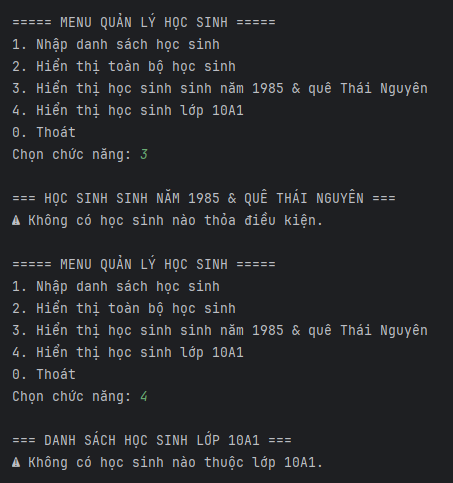 ===== MENU QUẢN LÝ HỌC SINH =====
1. Nhập danh sách học sinh
2. Hiển thị toàn bộ học sinh
3. Hiển thị học sinh sinh năm 1985 & quê Thái Nguyên
4. Hiển thị học sinh lớp 10A1
0. Thoát
Chọn chức năng: 3
=== HỌC SINH SINH NĂM 1985 & QUÊ THÁI NGUYÊN ===
⚠ Không có học sinh nào thỏa điều kiện.
===== MENU QUẢN LÝ HỌC SINH =====
1. Nhập danh sách học sinh
2. Hiển thị toàn bộ học sinh
3. Hiển thị học sinh sinh năm 1985 & quê Thái Nguyên
4. Hiển thị học sinh lớp 10A1
0. Thoát
Chọn chức năng: 4
=== DANH SÁCH HỌC SINH LỚP 10A1 ===
⚠ Không có học sinh nào thuộc lớp 10A1.